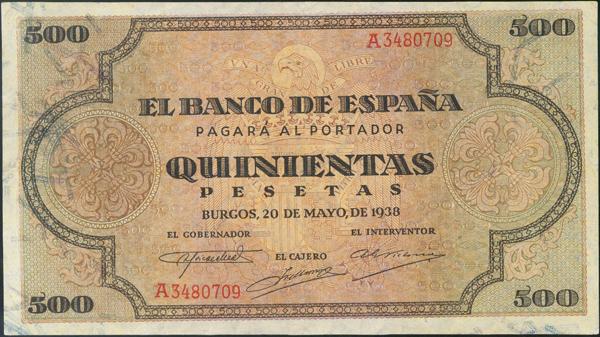 500 500
A3480709
UNA GRANDE LIBRE
EL BANCO DE ESPAÑA
PAGARÁ AL PORTADOR
QUINIENTAS
PESETAS
BURGOS, 20 DE MAYO, DE 1938
EL GOBERNADOR EL INTERVENTOR
EL CAJERO
A3480709
500 500